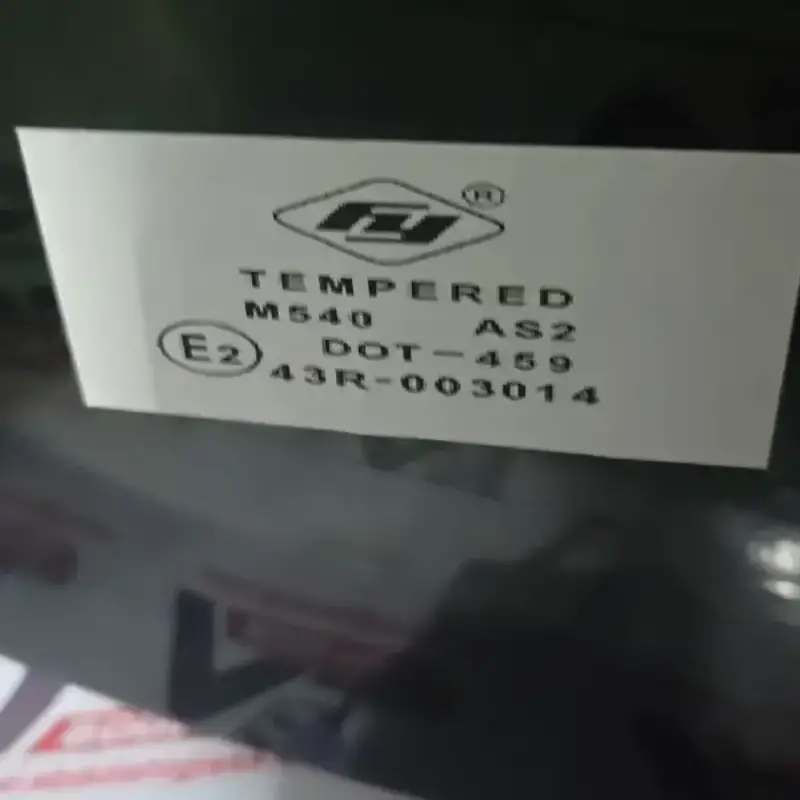 ®
TEMPERED
M540 AS2
E2 DOT-459
43R-003014